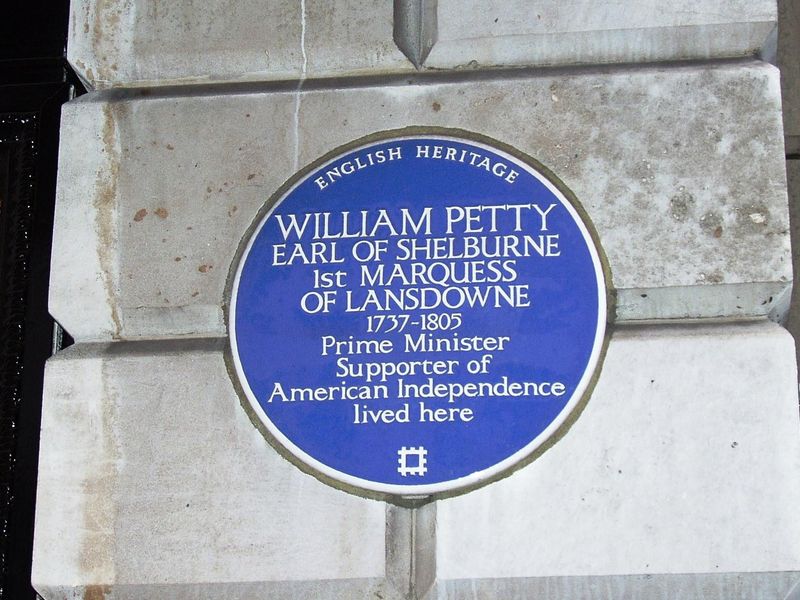 ENGLISH HERITAGE
WILLIAM PETTY
EARL OF SHELBURNE
1st MARQUESS
OF LANSDOWNE
1737-1805
Prime Minister
Supporter of
American Independence
lived here